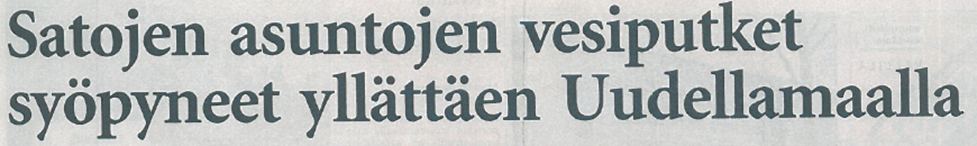 Satojen asuntojen vesiputket
syöpyneet yllättäen Uudellamaalla